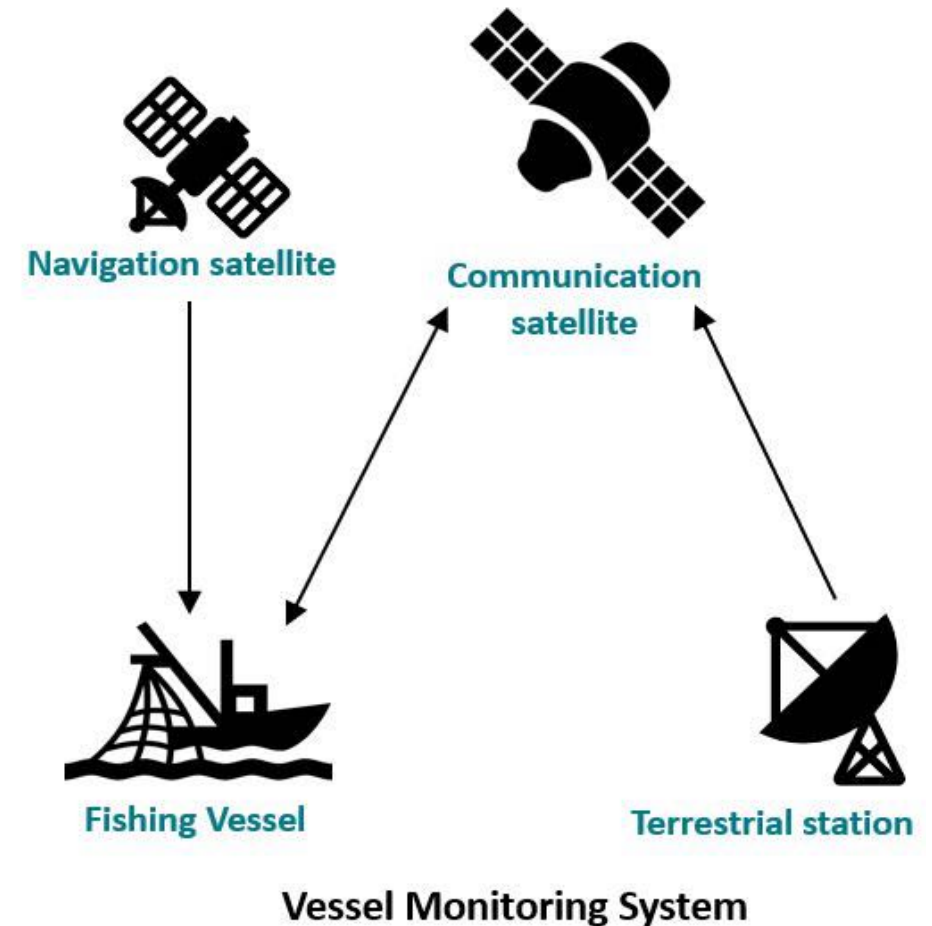 Navigation satellite
Communication
satellite
Fishing Vessel
Terrestrial station
Vessel Monitoring System